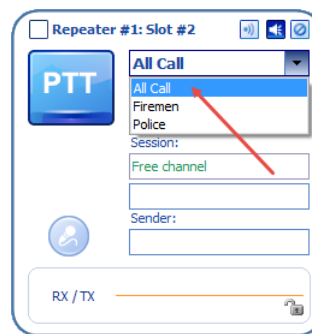 Repeater #1: Slot #2
PTT
All Call
All Call
Firemen
Police
Session:
Free channel
Sender:
RX / TX